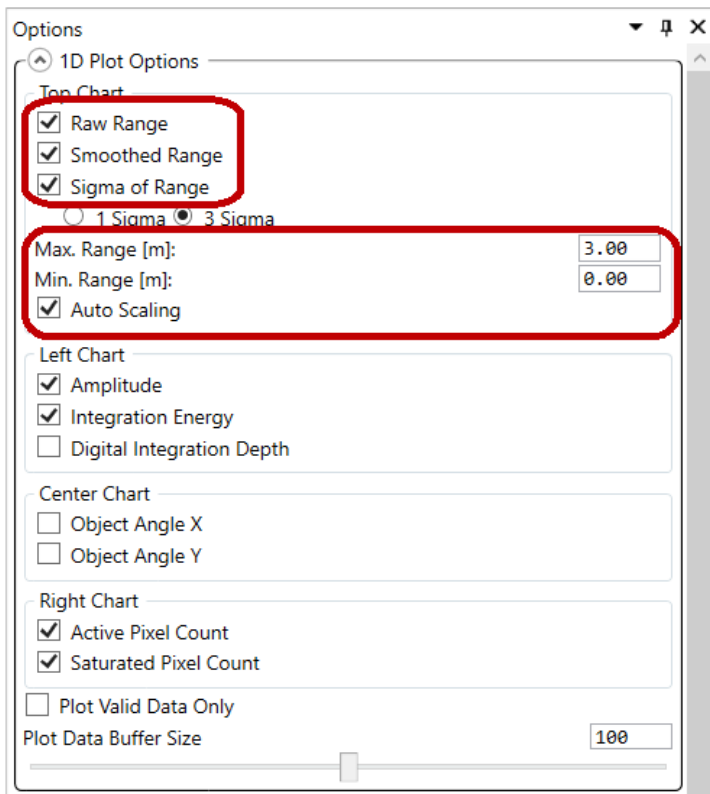 Options
1D Plot Options
Top Chart
Raw Range
Smoothed Range
Sigma of Range
1 Sigma 3 Sigma
Max. Range [m]: 3.00
Min. Range [m]: 0.00
Auto Scaling
Left Chart
Amplitude
Integration Energy
Digital Integration Depth
Center Chart
Object Angle X
Object Angle Y
Right Chart
Active Pixel Count
Saturated Pixel Count
Plot Valid Data Only
Plot Data Buffer Size 100